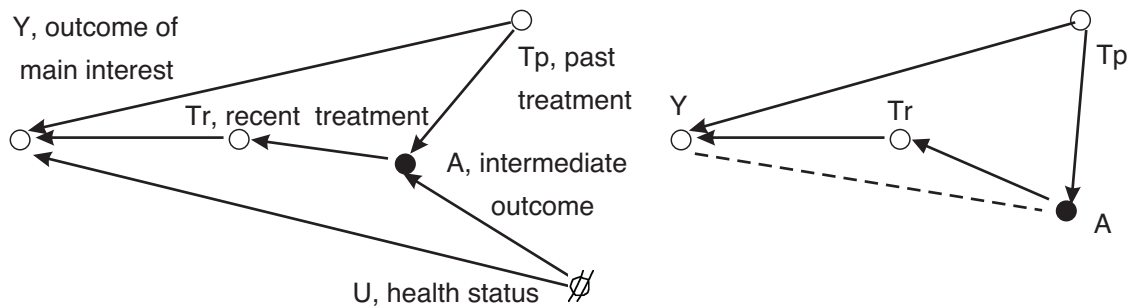 Y, outcome of
main interest
Tp, past
treatment
Tr, recent treatment
A, intermediate
outcome
U, health status
Tp
Y
Tr
A